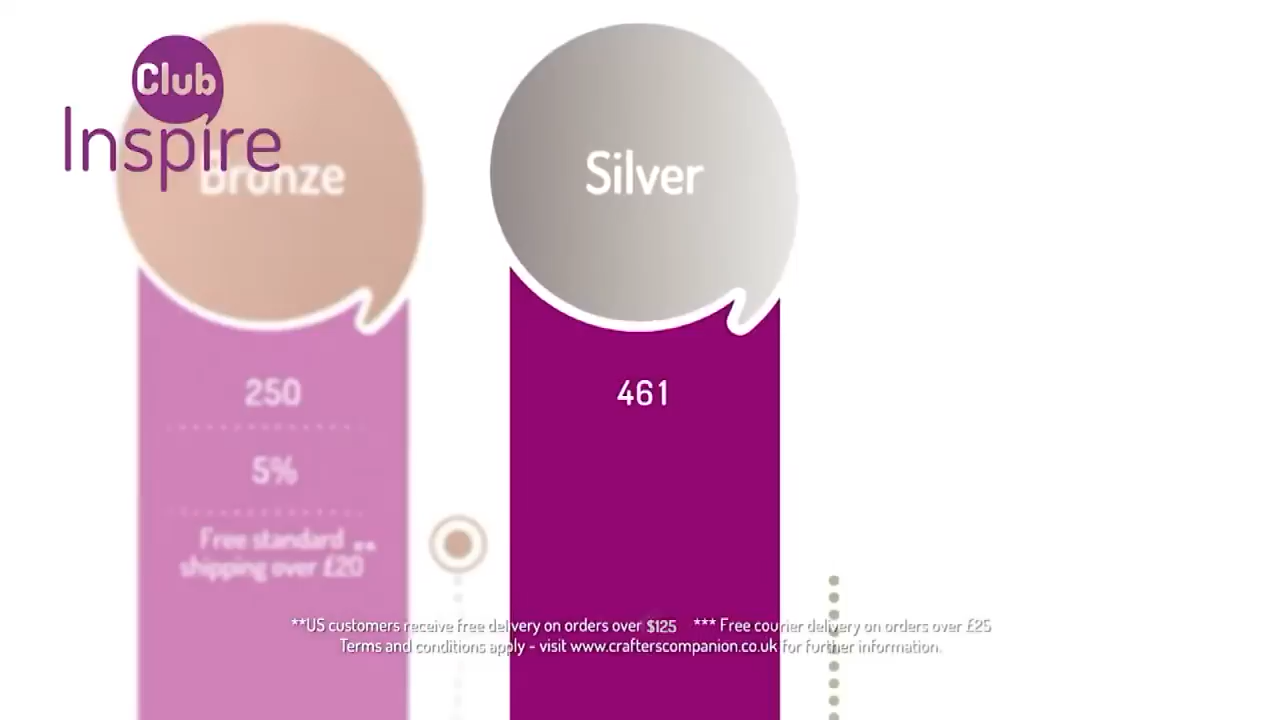 Club
Inspire
Bronze
250
5%
Free standard **
shipping over £20
Silver
461
**US customers receive free delivery on orders over $125 *** Free courier delivery on orders over £25
Terms and conditions apply - visit www.crafterscompanion.co.uk for further information.